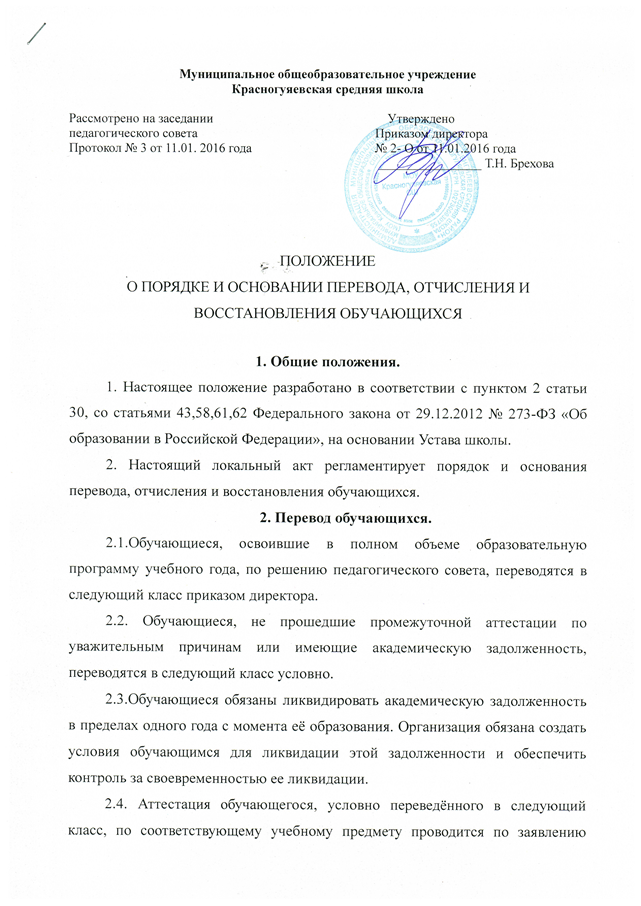 Муниципальное общеобразовательное учреждение
Красногуяевская средняя школа
Рассмотрено на заседании
педагогического совета
Протокол № 3 от 11.01. 2016 года
Утверждено
Приказом директора
№ 2- О от 11.01.2016 года
Т.Н. Брехова
ПОЛОЖЕНИЕ
О ПОРЯДКЕ И ОСНОВАНИИ ПЕРЕВОДА, ОТЧИСЛЕНИЯ И
ВОССТАНОВЛЕНИЯ ОБУЧАЮЩИХСЯ
1. Общие положения.
1. Настоящее положение разработано в соответствии с пунктом 2 статьи
30, со статьями 43,58,61,62 Федерального закона от 29.12.2012 № 273-ФЗ «Об
образовании в Российской Федерации», на основании Устава школы.
2. Настоящий локальный акт регламентирует порядок и основания
перевода, отчисления и восстановления обучающихся.
2. Перевод обучающихся.
2.1.Обучающиеся, освоившие в полном объеме образовательную
программу учебного года, по решению педагогического совета, переводятся в
следующий класс приказом директора.
2.2. Обучающиеся, не прошедшие промежуточной аттестации по
уважительным причинам или имеющие академическую задолженность,
переводятся в следующий класс условно.
2.3.Обучающиеся обязаны ликвидировать академическую задолженность
в пределах одного года с момента её образования. Организация обязана создать
условия обучающимся для ликвидации этой задолженности и обеспечить
контроль за своевременностью ее ликвидации.
2.4. Аттестация обучающегося, условно переведённого в следующий
класс, по соответствующему учебному предмету проводится по заявлению